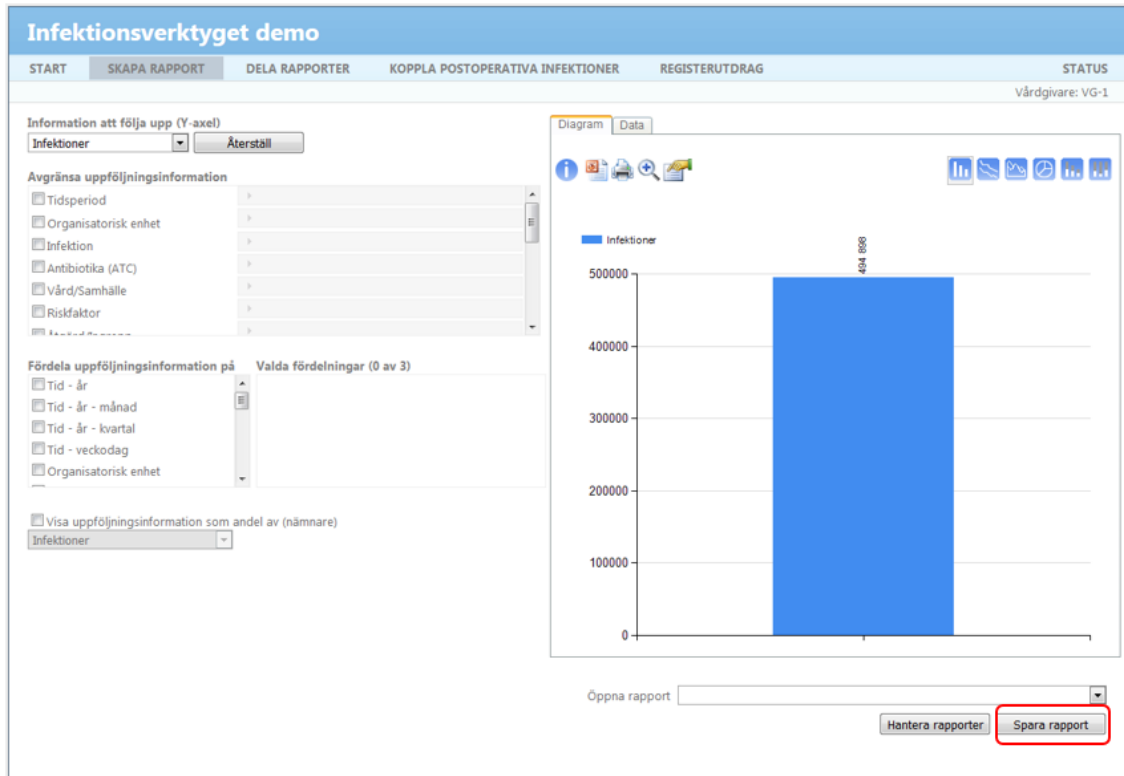 Infektionsverktyget demo
START SKAPA RAPPORT DELA RAPPORTER KOPPLA POSTOPERATIVA INFEKTIONER REGISTERUTDRAG STATUS
Vårdgivare: VG-1
Information att följa upp (Y-axel)
Infektioner Återställ
Avgränsa uppföljningsinformation
Tidsperiod
Organisatorisk enhet
Infektion
Antibiotika (ATC)
Vård/Samhälle
Riskfaktor
Fördela uppföljningsinformation på Valda fördelningar (0 av 3)
Tid - år
Tid - år - månad
Tid - år - kvartal
Tid - veckodag
Organisatorisk enhet
Visa uppföljningsinformation som andel av (nämnare)
Infektioner
Diagram Data
Infektioner
494 898
500000
400000
300000
200000
100000
0
Öppna rapport
Hantera rapporter Spara rapport